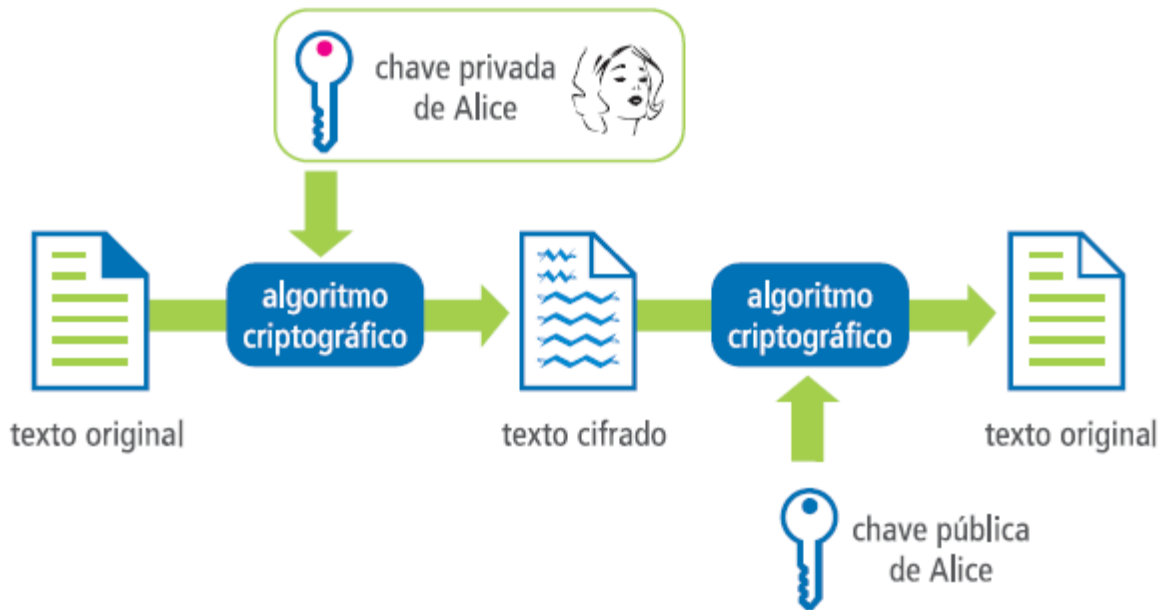 chave privada
de Alice
algoritmo
criptográfico
algoritmo
criptográfico
texto original
texto cifrado
texto original
chave pública
de Alice